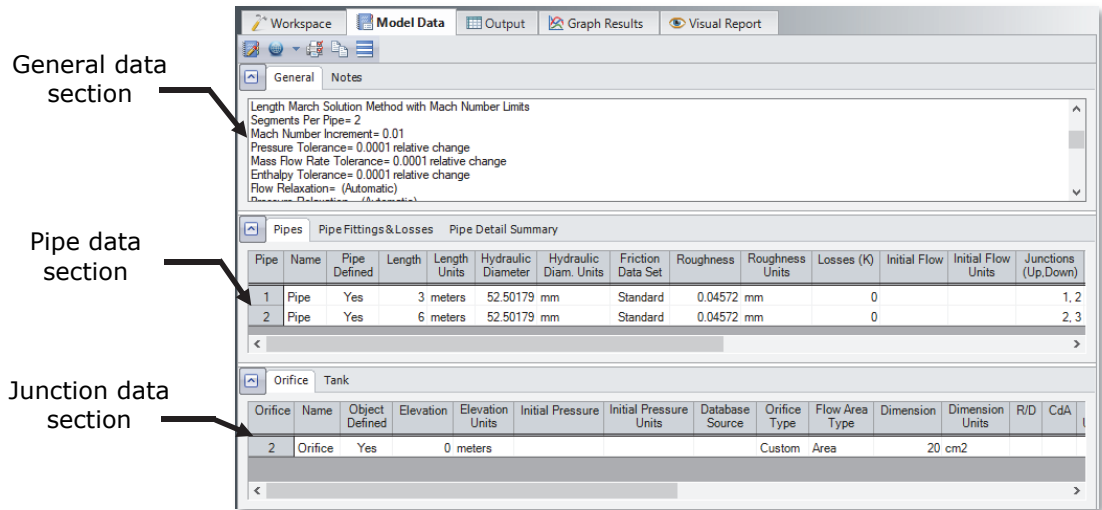 Workspace Model Data Output Graph Results Visual Report
General data
section
General Notes
Length March Solution Method with Mach Number Limits
Segments Per Pipe= 2
Mach Number Increment= 0.01
Pressure Tolerance= 0.0001 relative change
Mass Flow Rate Tolerance= 0.0001 relative change
Enthalpy Tolerance= 0.0001 relative change
Flow Relaxation= (Automatic)
Pressure Relaxation= (Automatic)
Pipe data
section
Pipes Pipe Fittings & Losses Pipe Detail Summary
Pipe Name Pipe Length Length Hydraulic Hydraulic Friction Roughness Roughness Losses (K) Initial Flow Initial Flow Junctions
Defined Units Diameter Diam. Units Data Set Units Units (Up,Down)
1 Pipe Yes 3 meters 52.50179 mm Standard 0.04572 mm 0 1, 2
2 Pipe Yes 6 meters 52.50179 mm Standard 0.04572 mm 0 2, 3
Junction data
section
Orifice Tank
Orifice Name Object Elevation Elevation Initial Pressure Initial Pressure Database Orifice Flow Area Dimension Dimension R/D CdA
Defined Units Units Source Type Type Units
2 Orifice Yes 0 meters Custom Area 20 cm2